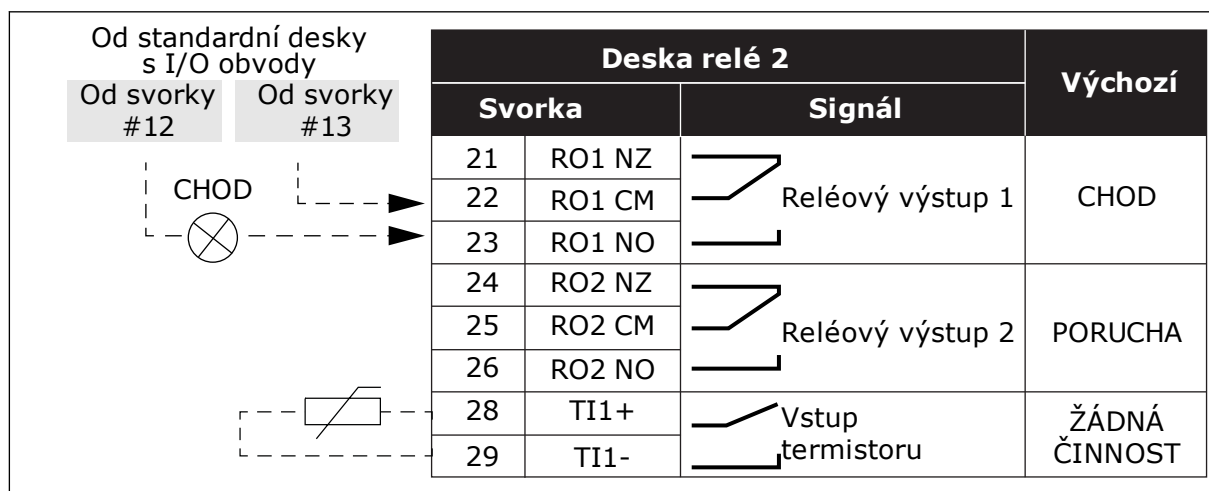 Od standardní desky
s I/O obvody
Od svorky
#12
Od svorky
#13
CHOD
Deska relé 2
Výchozí
Svorka
Signál
21 RO1 NZ
22 RO1 CM
23 RO1 NO
Reléový výstup 1
CHOD
24 RO2 NZ
25 RO2 CM
26 RO2 NO
Reléový výstup 2
PORUCHA
28 TI1+
29 TI1-
Vstup
termistoru
ŽÁDNÁ
ČINNOST